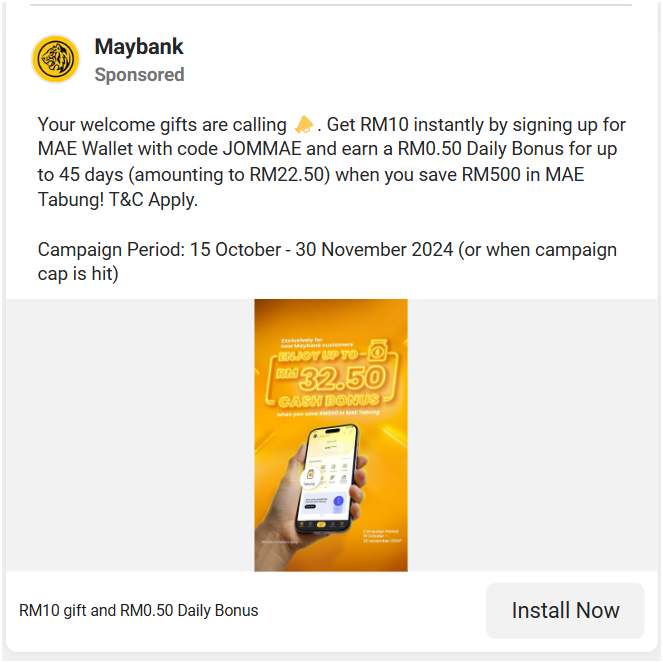 Maybank
Sponsored
Your welcome gifts are calling 📣. Get RM10 instantly by signing up for
MAE Wallet with code JOMMAE and earn a RM0.50 Daily Bonus for up
to 45 days (amounting to RM22.50) when you save RM500 in MAE
Tabung! T&C Apply.
Campaign Period: 15 October - 30 November 2024 (or when campaign
cap is hit)
Exclusively for
new Maybank customers
ENJOY UP TO
RM 32.50
CASH BONUS
when you save RM500 in MAE Tabung
Campaign Period
15 October –
30 November 2024*
RM10 gift and RM0.50 Daily Bonus
Install Now